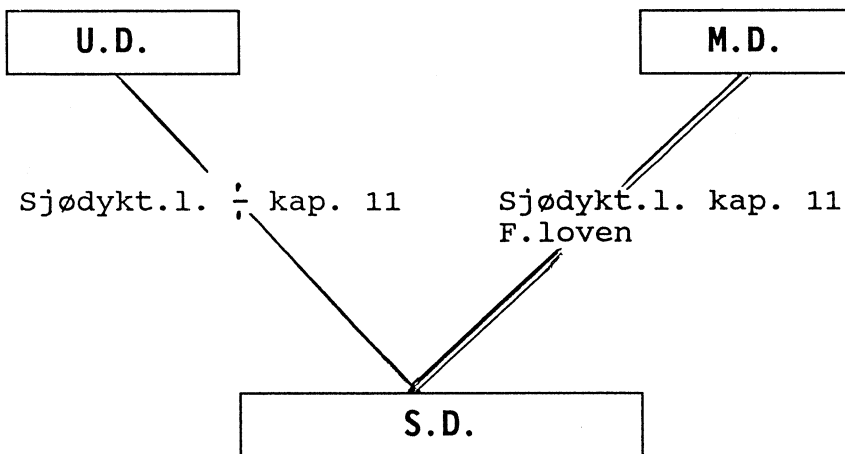 U.D.
M.D.
Sjødykt.l. ÷ kap. 11
Sjødykt.l. kap. 11
F.loven
S.D.